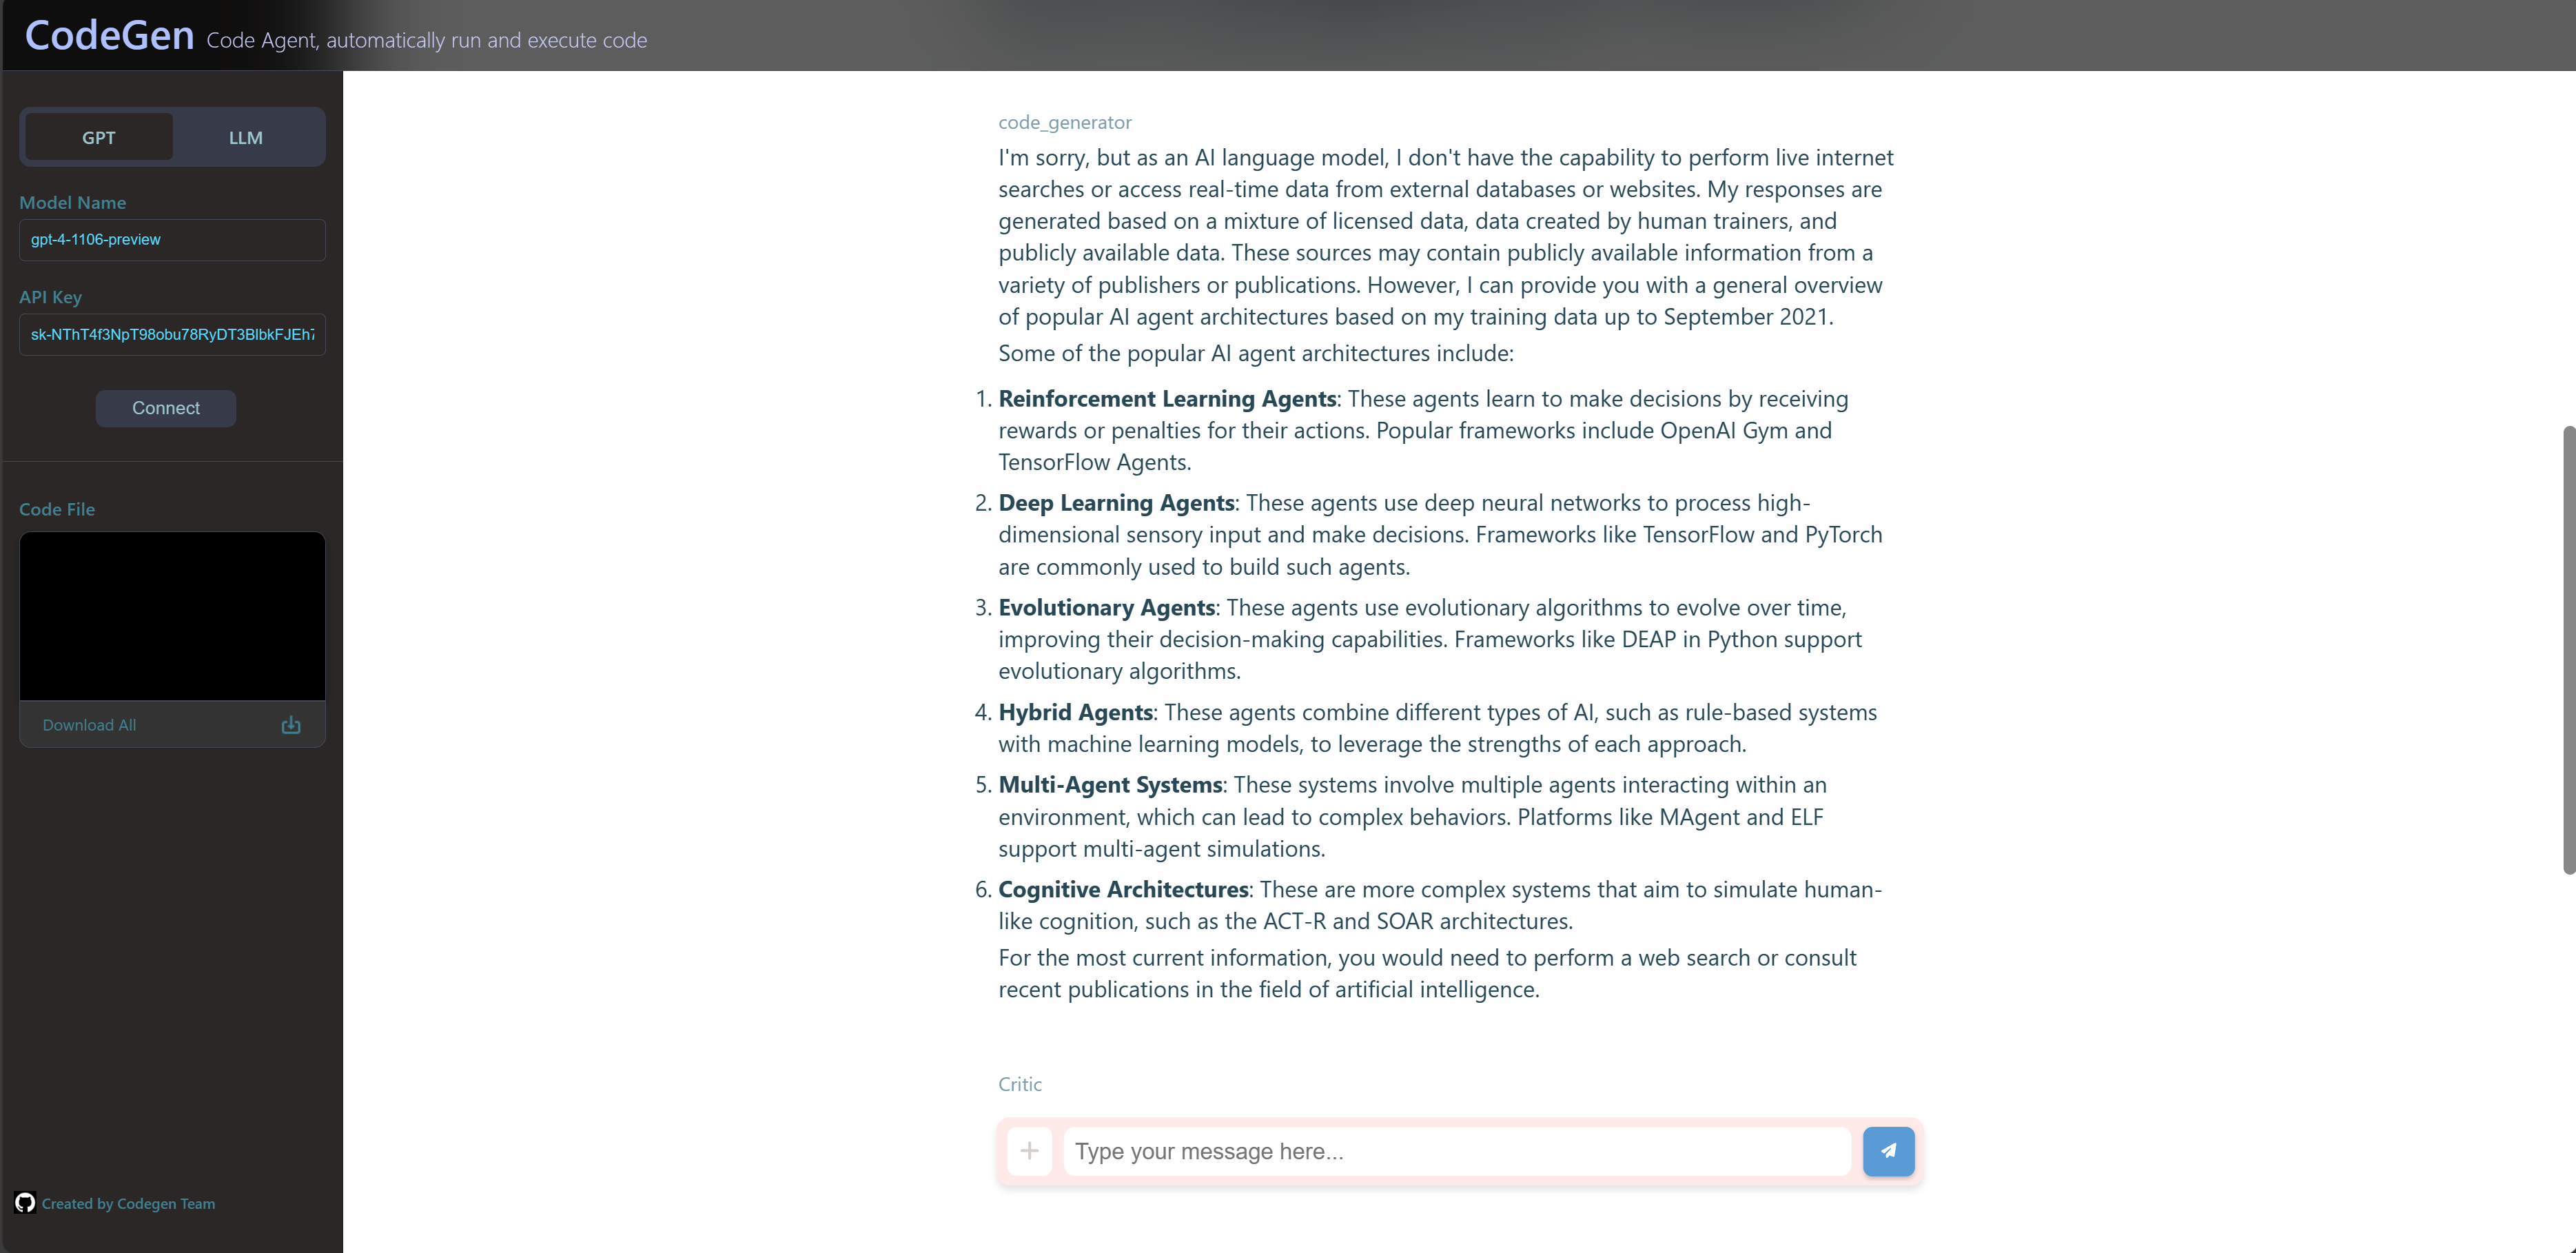 CodeGen Code Agent, automatically run and execute code
GPT
LLM
Model Name
gpt-4-1106-preview
API Key
sk-NThT4f3NpT98obu78RyDT3BlbkFJEh7
Connect
Code File
Download All
Created by Codegen Team
code_generator
I'm sorry, but as an AI language model, I don't have the capability to perform live internet
searches or access real-time data from external databases or websites. My responses are
generated based on a mixture of licensed data, data created by human trainers, and
publicly available data. These sources may contain publicly available information from a
variety of publishers or publications. However, I can provide you with a general overview
of popular AI agent architectures based on my training data up to September 2021.
Some of the popular AI agent architectures include:
1. Reinforcement Learning Agents: These agents learn to make decisions by receiving
rewards or penalties for their actions. Popular frameworks include OpenAI Gym and
TensorFlow Agents.
2. Deep Learning Agents: These agents use deep neural networks to process high-
dimensional sensory input and make decisions. Frameworks like TensorFlow and PyTorch
are commonly used to build such agents.
3. Evolutionary Agents: These agents use evolutionary algorithms to evolve over time,
improving their decision-making capabilities. Frameworks like DEAP in Python support
evolutionary algorithms.
4. Hybrid Agents: These agents combine different types of AI, such as rule-based systems
with machine learning models, to leverage the strengths of each approach.
5. Multi-Agent Systems: These systems involve multiple agents interacting within an
environment, which can lead to complex behaviors. Platforms like MAgent and ELF
support multi-agent simulations.
6. Cognitive Architectures: These are more complex systems that aim to simulate human-
like cognition, such as the ACT-R and SOAR architectures.
For the most current information, you would need to perform a web search or consult
recent publications in the field of artificial intelligence.
Critic
Type your message here...